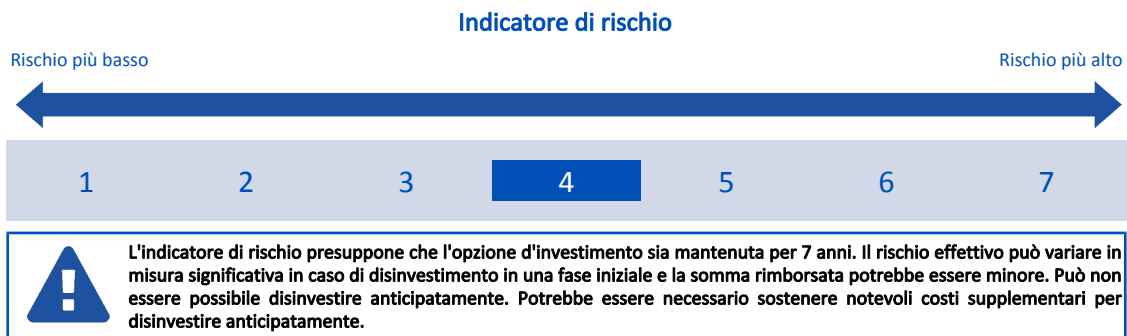 Indicatore di rischio
Rischio più basso
Rischio più alto
1 2 3 4 5 6 7
L'indicatore di rischio presuppone che l'opzione d'investimento sia mantenuta per 7 anni. Il rischio effettivo può variare in
misura significativa in caso di disinvestimento in una fase iniziale e la somma rimborsata potrebbe essere minore. Può non
essere possibile disinvestire anticipatamente. Potrebbe essere necessario sostenere notevoli costi supplementari per
disinvestire anticipatamente.